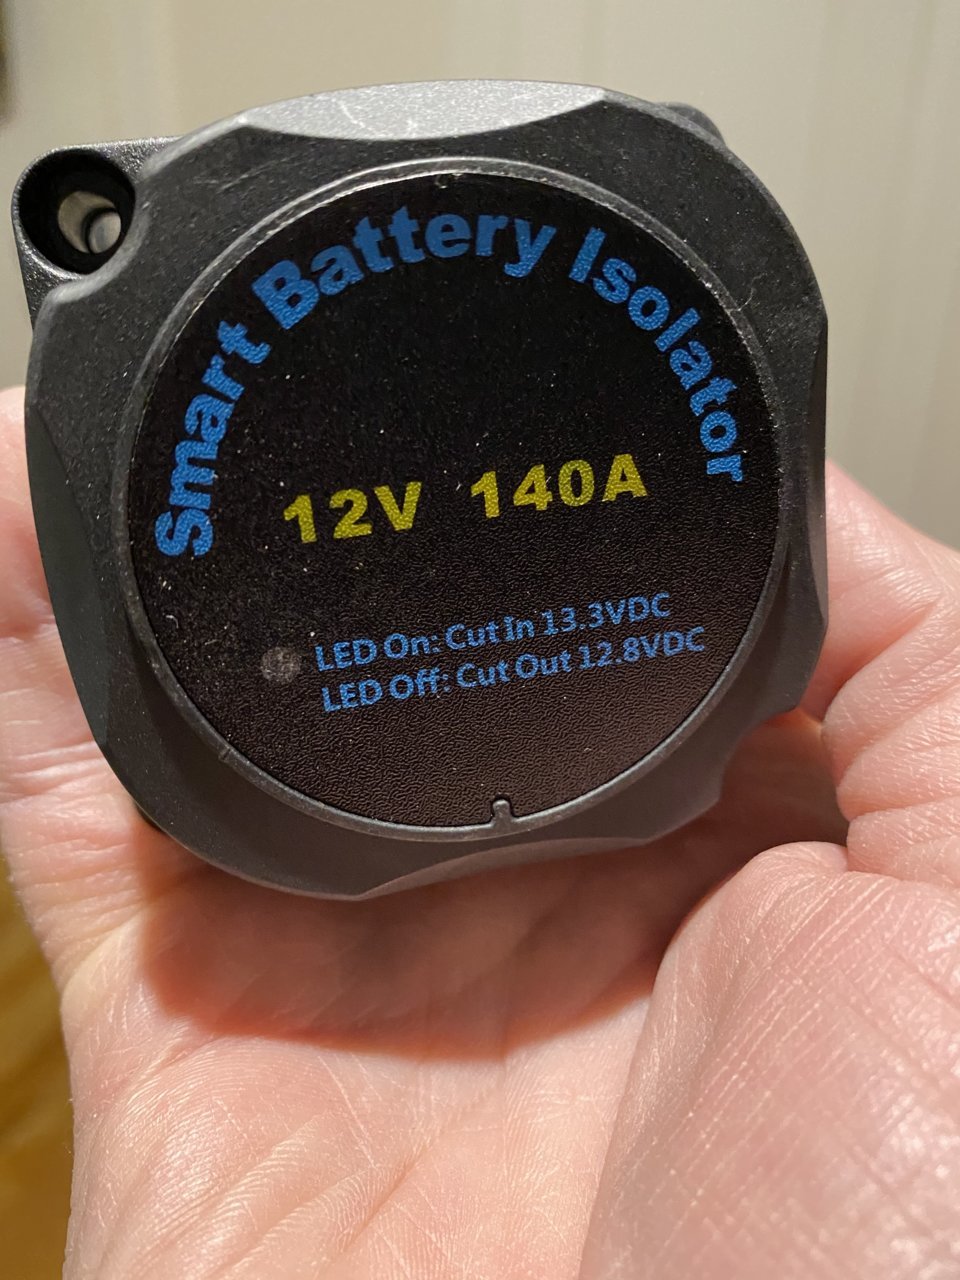 Smart Battery Isolator
12V 140A
LED On: Cut In 13.3VDC
LED Off: Cut Out 12.8VDC